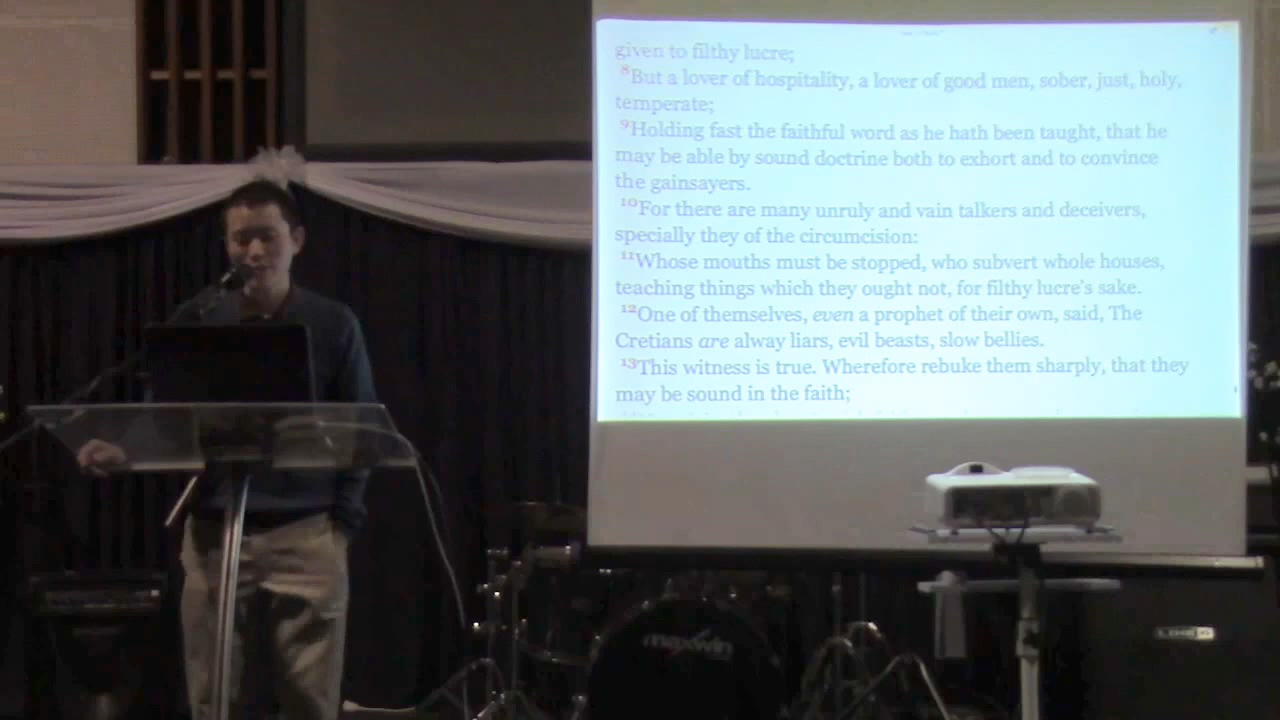 given to filthy lucre;
8But a lover of hospitality, a lover of good men, sober, just, holy,
temperate;
9Holding fast the faithful word as he hath been taught, that he
may be able by sound doctrine both to exhort and to convince
the gainsayers.
10For there are many unruly and vain talkers and deceivers,
specially they of the circumcision:
11Whose mouths must be stopped, who subvert whole houses,
teaching things which they ought not, for filthy lucre's sake.
12One of themselves, even a prophet of their own, said, The
Cretians are alway liars, evil beasts, slow bellies.
13This witness is true. Wherefore rebuke them sharply, that they
may be sound in the faith;
maxwin
LINE 6